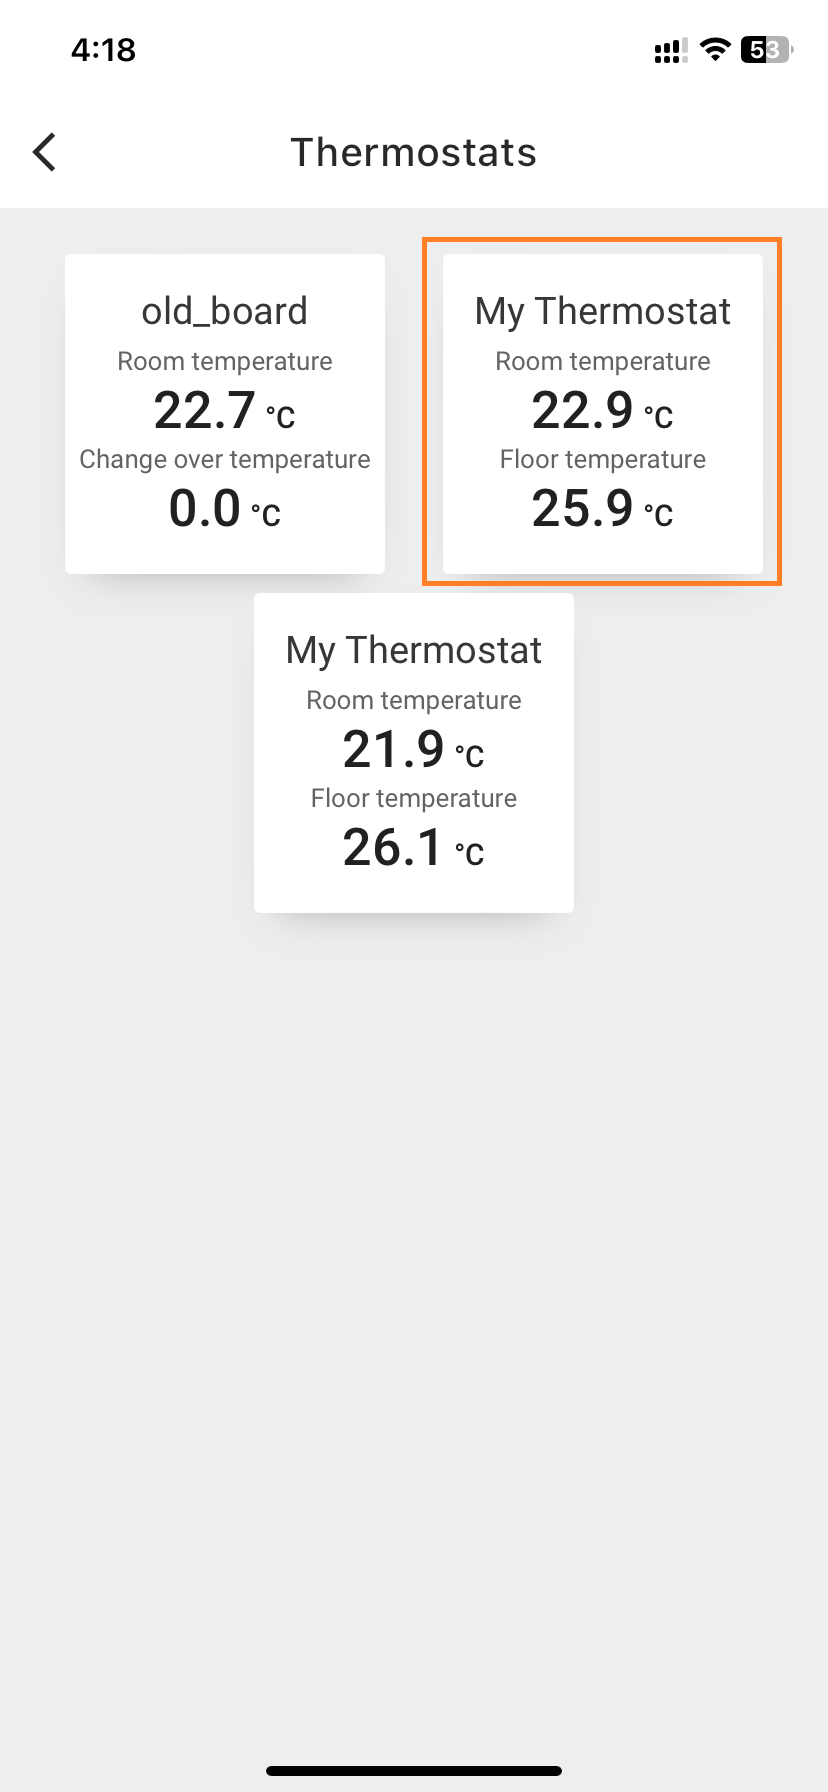 4:18
53
Thermostats
old_board
Room temperature
22.7 °C
Change over temperature
0.0 °C
My Thermostat
Room temperature
22.9 °C
Floor temperature
25.9 °C
My Thermostat
Room temperature
21.9 °C
Floor temperature
26.1 °C